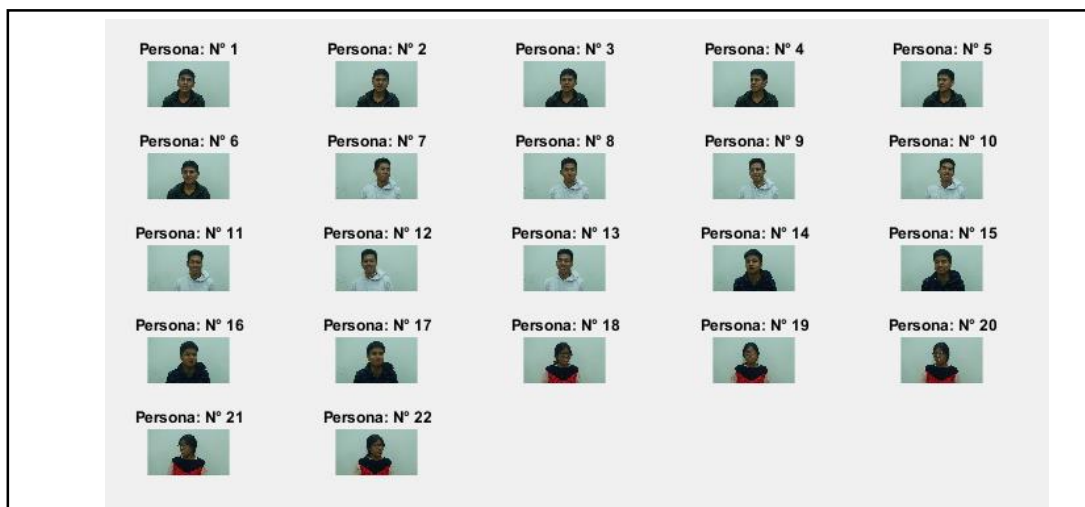 Persona: N° 1 Persona: N° 2 Persona: N° 3 Persona: N° 4 Persona: N° 5
Persona: N° 6 Persona: N° 7 Persona: N° 8 Persona: N° 9 Persona: N° 10
Persona: N° 11 Persona: N° 12 Persona: N° 13 Persona: N° 14 Persona: N° 15
Persona: N° 16 Persona: N° 17 Persona: N° 18 Persona: N° 19 Persona: N° 20
Persona: N° 21 Persona: N° 22